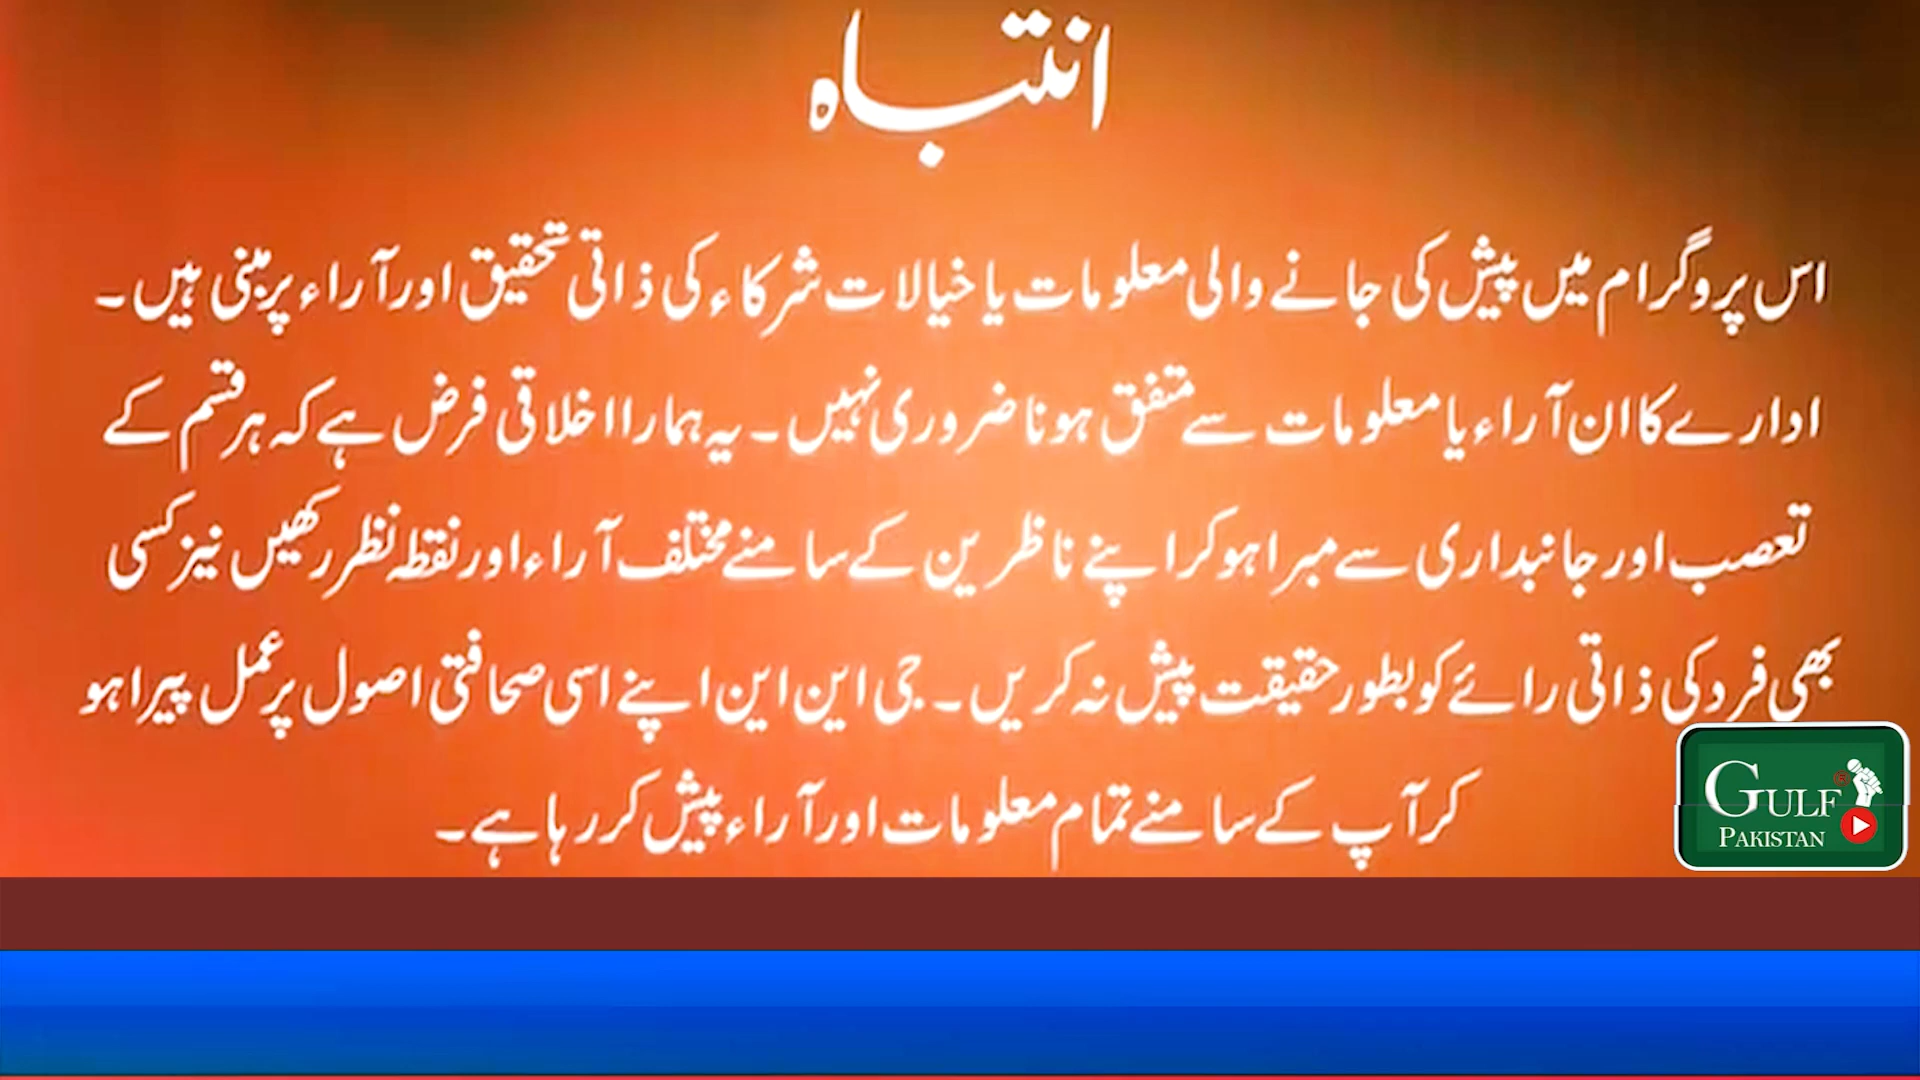 انتباہ
اس پروگرام میں پیش کی جانے والی معلومات یا خیالات شرکاء کی ذاتی تحقیق اور آراء پر مبنی ہیں۔
ادارے کا ان آراء یا معلومات سے متفق ہونا ضروری نہیں۔ یہ ہمارا اخلاقی فرض ہے کہ ہر قسم کے
تعصب اور جانبداری سے مبرا ہو کر اپنے ناظرین کے سامنے مختلف آراء اور نقطہ نظر رکھیں نیز کسی
بھی فرد کی ذاتی رائے کو بطور حقیقت پیش نہ کریں۔ جی این این اپنے اسی صحافتی اصول پر عمل پیرا ہو
کر آپ کے سامنے تمام معلومات اور آراء پیش کر رہا ہے۔
GULF
PAKISTAN